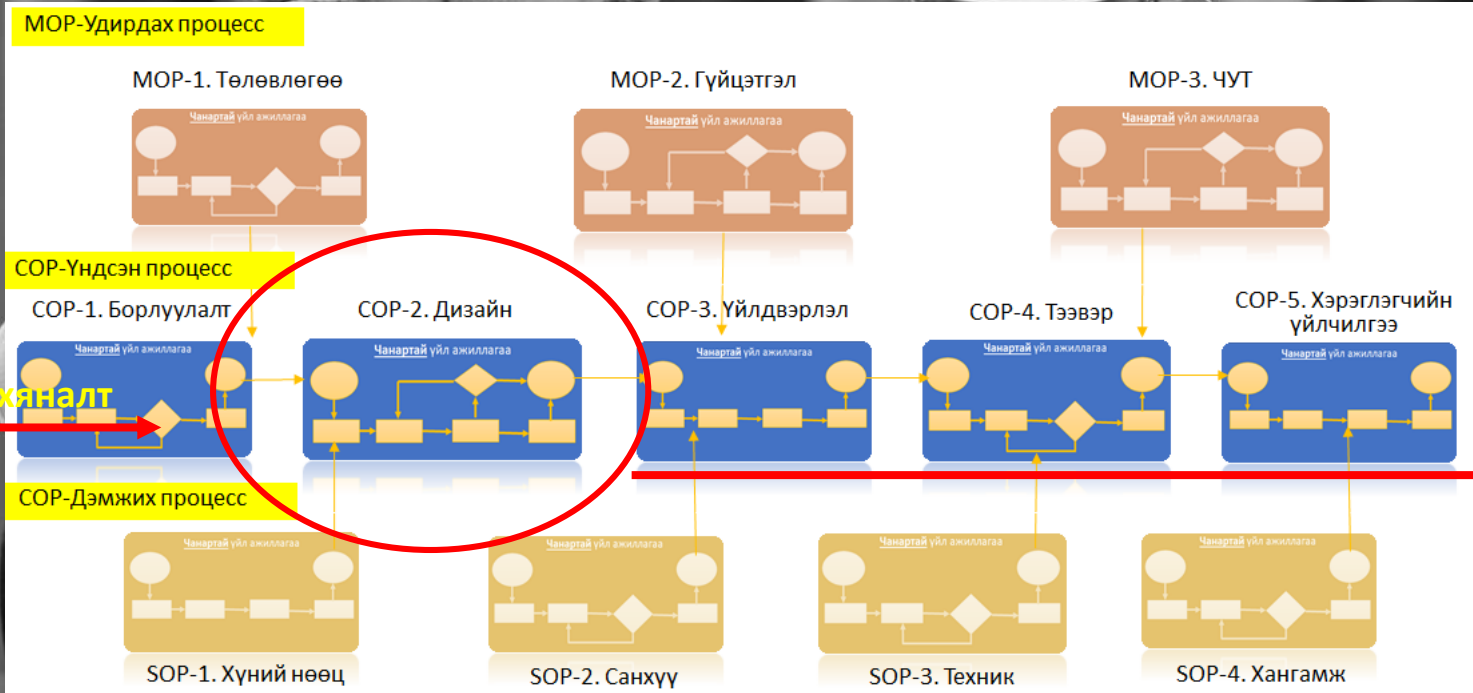 МОР-Удирдах процесс
МОР-1. Төлөвлөгөө
МОР-2. Гүйцэтгэл
МОР-3. ЧУТ
Чанартай үйл ажиллагаа
Чанартай үйл ажиллагаа
Чанартай үйл ажиллагаа
СОР-Үндсэн процесс
СОР-1. Борлуулалт
СОР-2. Дизайн
СОР-3. Үйлдвэрлэл
СОР-4. Тээвэр
СОР-5. Хэрэглэгчийн
үйлчилгээ
Чанартай үйл ажиллагаа
Чанартай үйл ажиллагаа
Чанартай үйл ажиллагаа
Чанартай үйл ажиллагаа
Чанартай үйл ажиллагаа
хяналт
СОР-Дэмжих процесс
Чанартай үйл ажиллагаа
Чанартай үйл ажиллагаа
Чанартай үйл ажиллагаа
Чанартай үйл ажиллагаа
SOP-1. Хүний нөөц
SOP-2. Санхүү
SOP-3. Техник
SOP-4. Хангамж